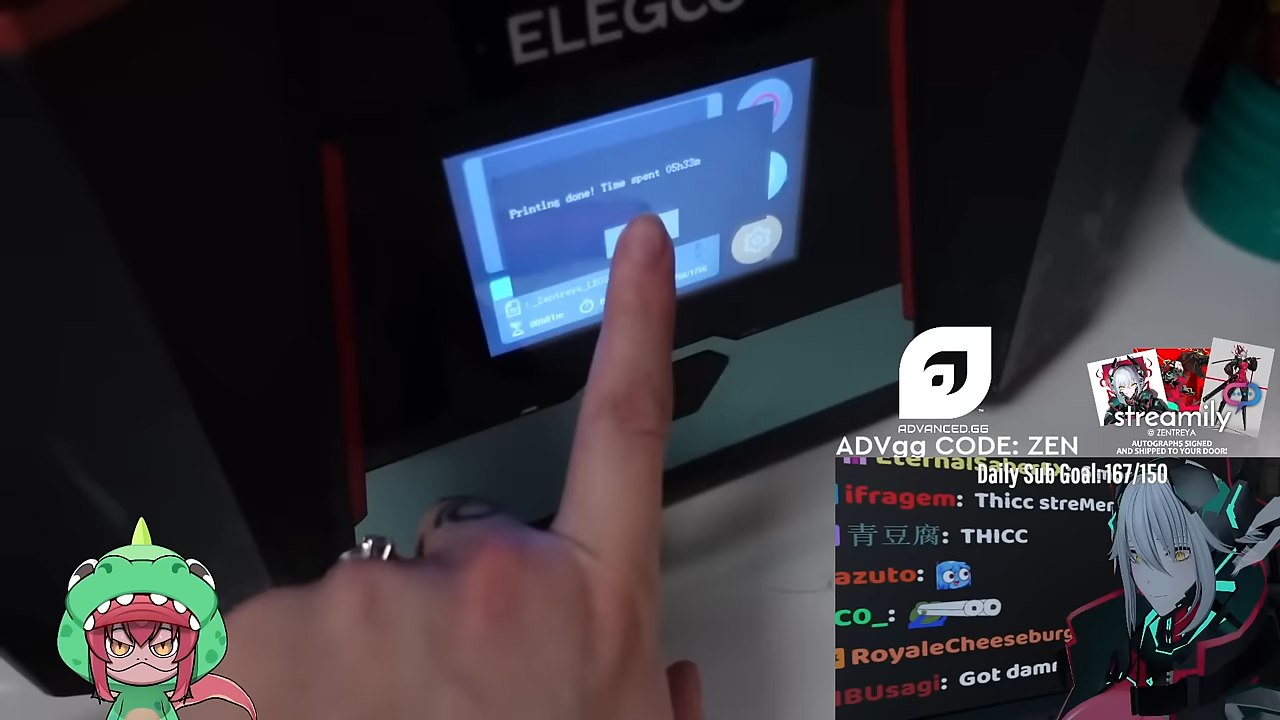 ELEGOO
Printing done! Time spent 05h33m
ADVANCED.GG
ADVgg CODE: ZEN
streamily
@ ZENTREYA
AUTOGRAPHS SIGNED
AND SHIPPED TO YOUR DOOR!
Daily Sub Goal: 167/150
ifragem: Thicc streMer
青豆腐: THICC
azuto:
CO_:
RoyaleCheeseburg
IBUsagi: Got damn